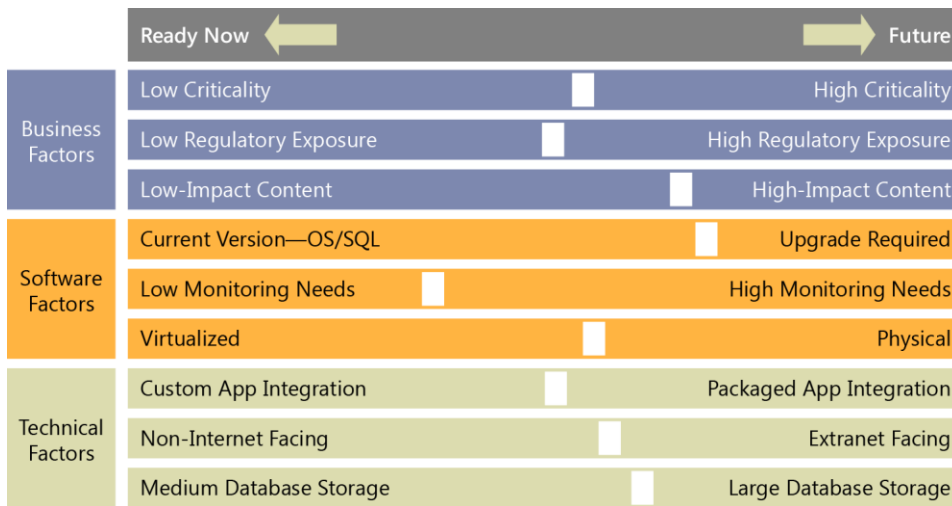 Ready Now Future
Business
Factors
Low Criticality High Criticality
Low Regulatory Exposure High Regulatory Exposure
Low-Impact Content High-Impact Content
Software
Factors
Current Version—OS/SQL Upgrade Required
Low Monitoring Needs High Monitoring Needs
Virtualized Physical
Technical
Factors
Custom App Integration Packaged App Integration
Non-Internet Facing Extranet Facing
Medium Database Storage Large Database Storage